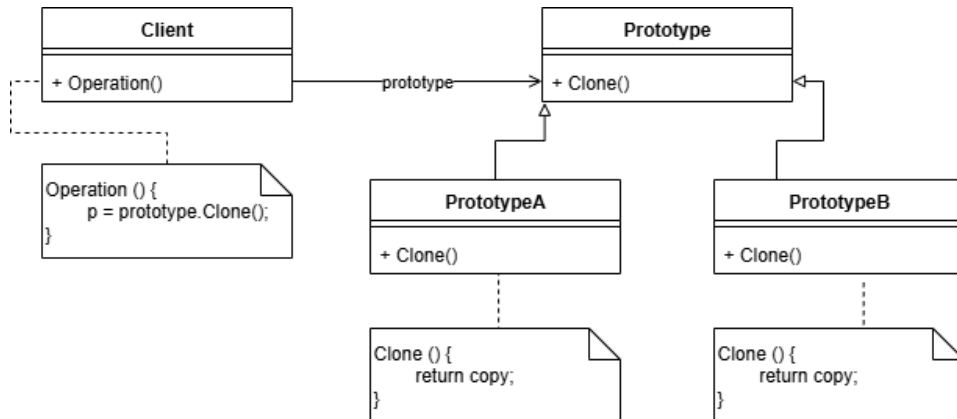 Client
+ Operation()
prototype
Prototype
+ Clone()
Operation () {
p = prototype.Clone();
}
PrototypeA
+ Clone()
PrototypeB
+ Clone()
Clone () {
return copy;
}
Clone () {
return copy;
}